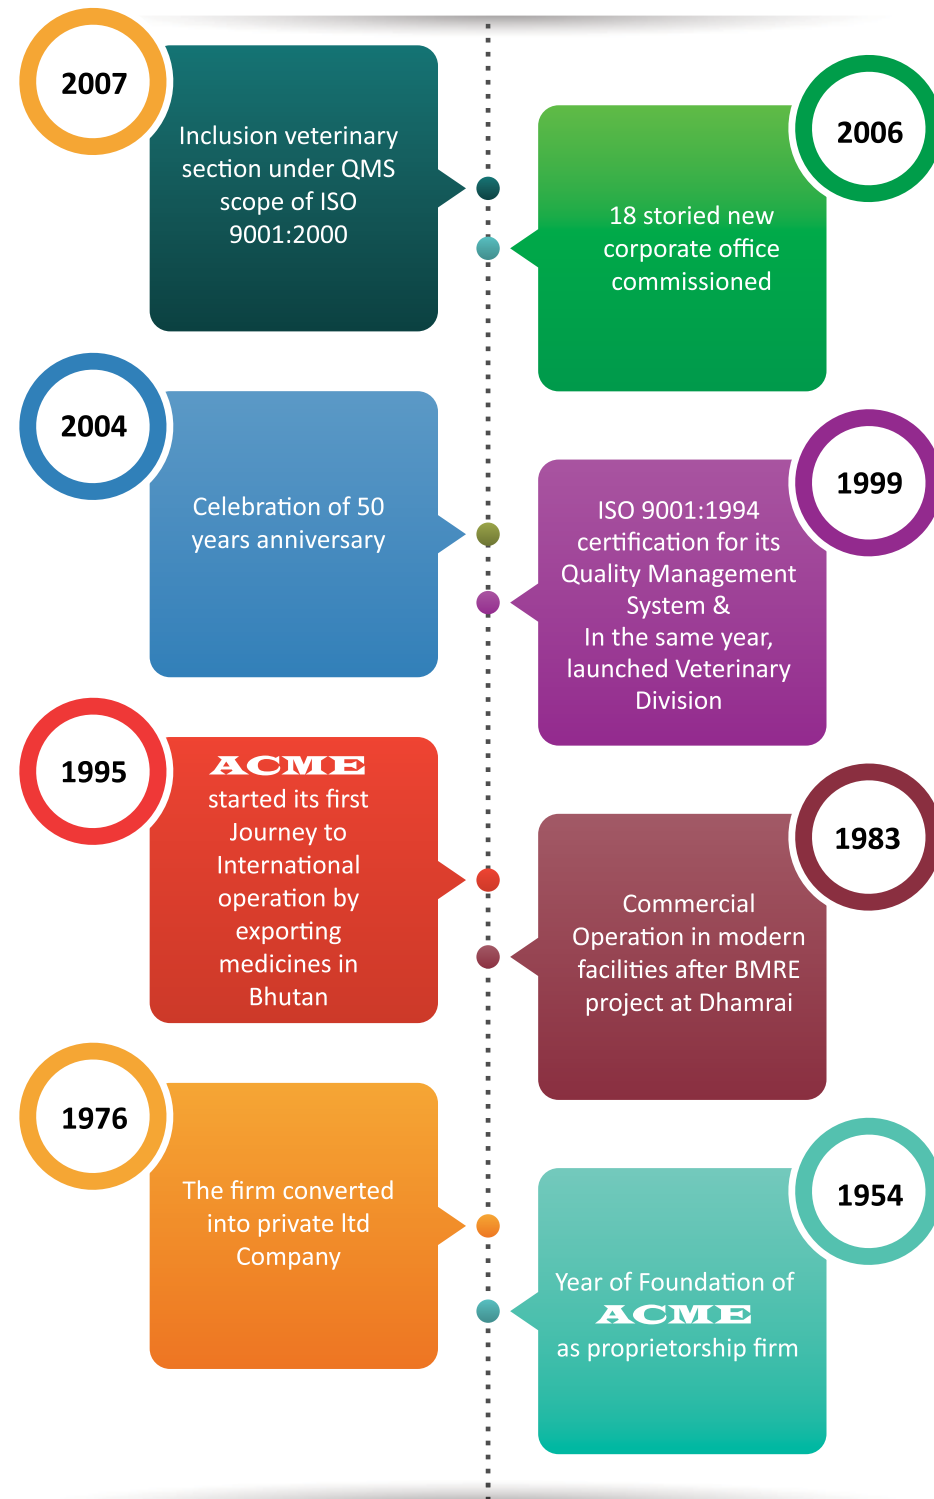 2007
Inclusion veterinary
section under QMS
scope of ISO
9001:2000
2006
18 storied new
corporate office
commissioned
2004
Celebration of 50
years anniversary
1999
ISO 9001:1994
certification for its
Quality Management
System &
In the same year,
launched Veterinary
Division
1995
ACME
started its first
Journey to
International
operation by
exporting
medicines in
Bhutan
1983
Commercial
Operation in modern
facilities after BMRE
project at Dhamrai
1976
The firm converted
into private ltd
Company
1954
Year of Foundation of
ACME
as proprietorship firm